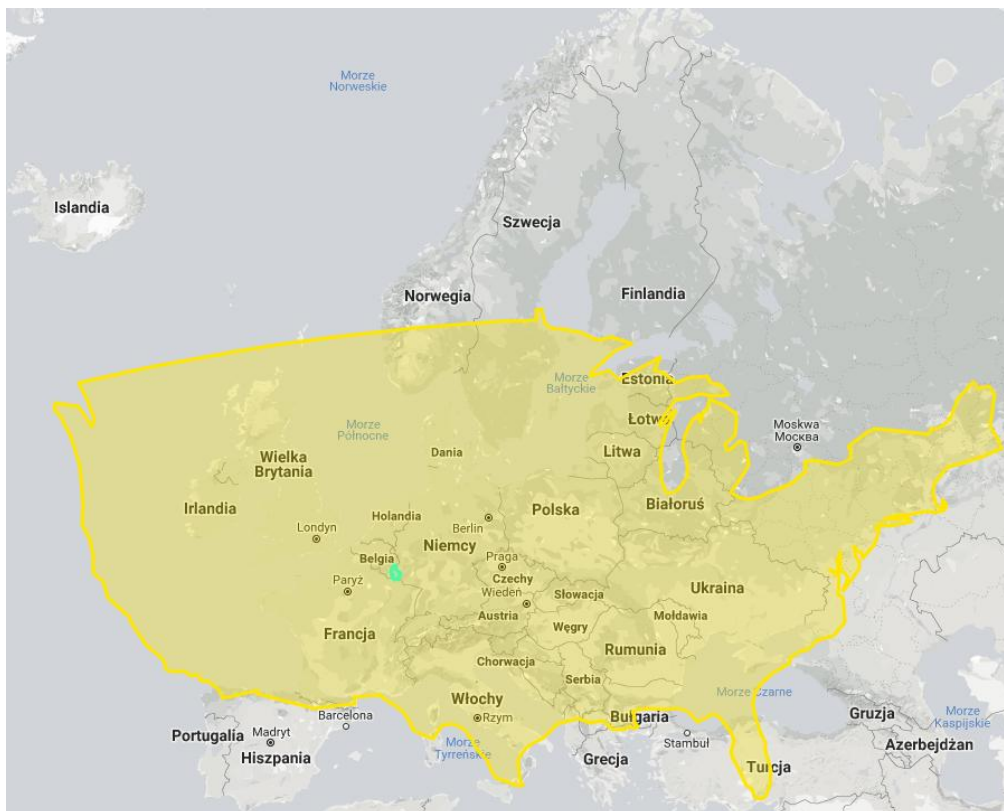 Morze
Norweskie
Islandia
Szwecja
Norwegia
Finlandia
Morze
Bałtyckie
Estonia
Łotwa
Moskwa
Москва
Morze
Północne
Dania
Litwa
Wielka
Brytania
Irlandia
Białoruś
Polska
Holandia
Londyn
Berlin
Niemcy
Belgia
Praga
Czechy
Paryż
Wiedeń
Słowacja
Ukraina
Austria
Mołdawia
Węgry
Francja
Rumunia
Chorwacja
Serbia
Włochy
Morze Czarne
Rzym
Barcelona
Bułgaria
Gruzja
Morze
Kaspijskie
Portugalia
Madryt
Hiszpania
Morze
Tyrreńskie
Stambuł
Azerbejdżan
Grecja
Turcja